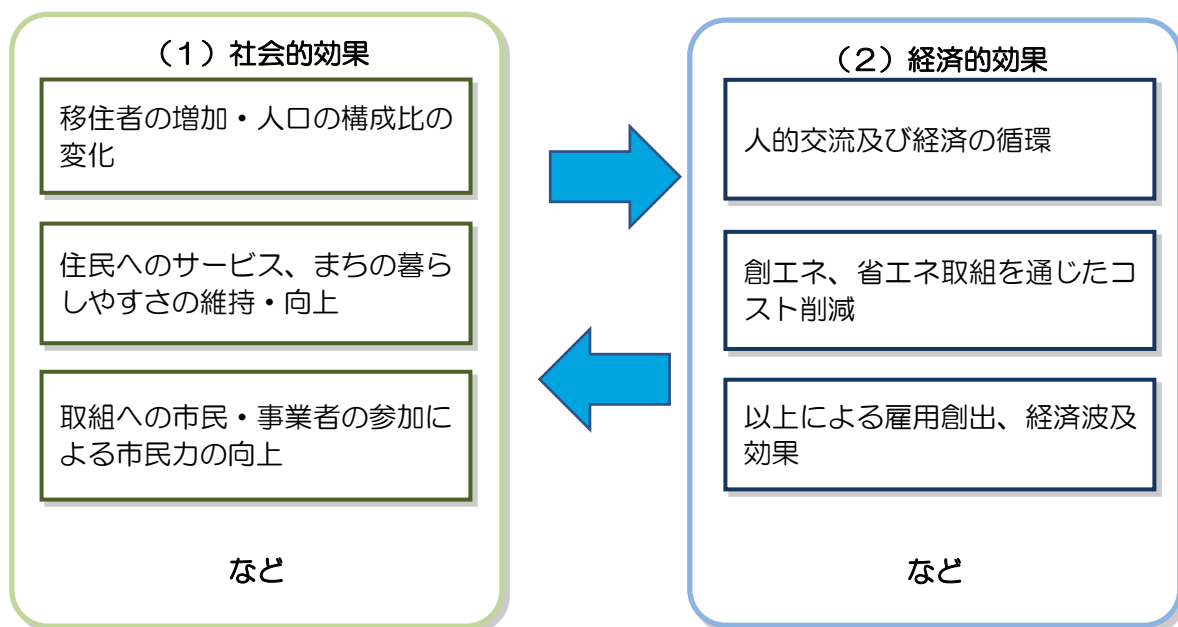 （１）社会的効果
移住者の増加・人口の構成比の
変化
住民へのサービス、まちの暮ら
しやすさの維持・向上
取組への市民・事業者の参加に
よる市民力の向上
など
（２）経済的効果
人的交流及び経済の循環
創エネ、省エネ取組を通じたコ
スト削減
以上による雇用創出、経済波及
効果
など